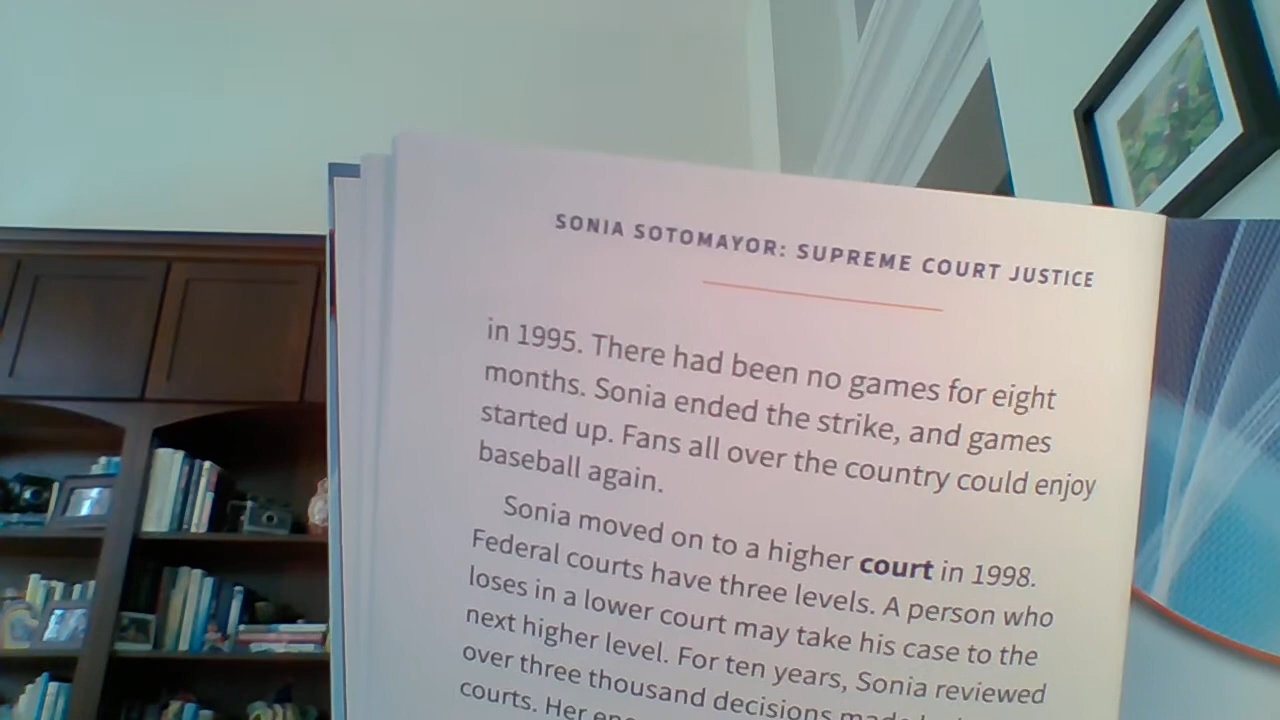 SONIA SOTOMAYOR: SUPREME COURT JUSTICE
in 1995. There had been no games for eight
months. Sonia ended the strike, and games
started up. Fans all over the country could enjoy
baseball again.
Sonia moved on to a higher court in 1998.
Federal courts have three levels. A person who
loses in a lower court may take his case to the
next higher level. For ten years, Sonia reviewed
over three thousand decisions made
courts. Her